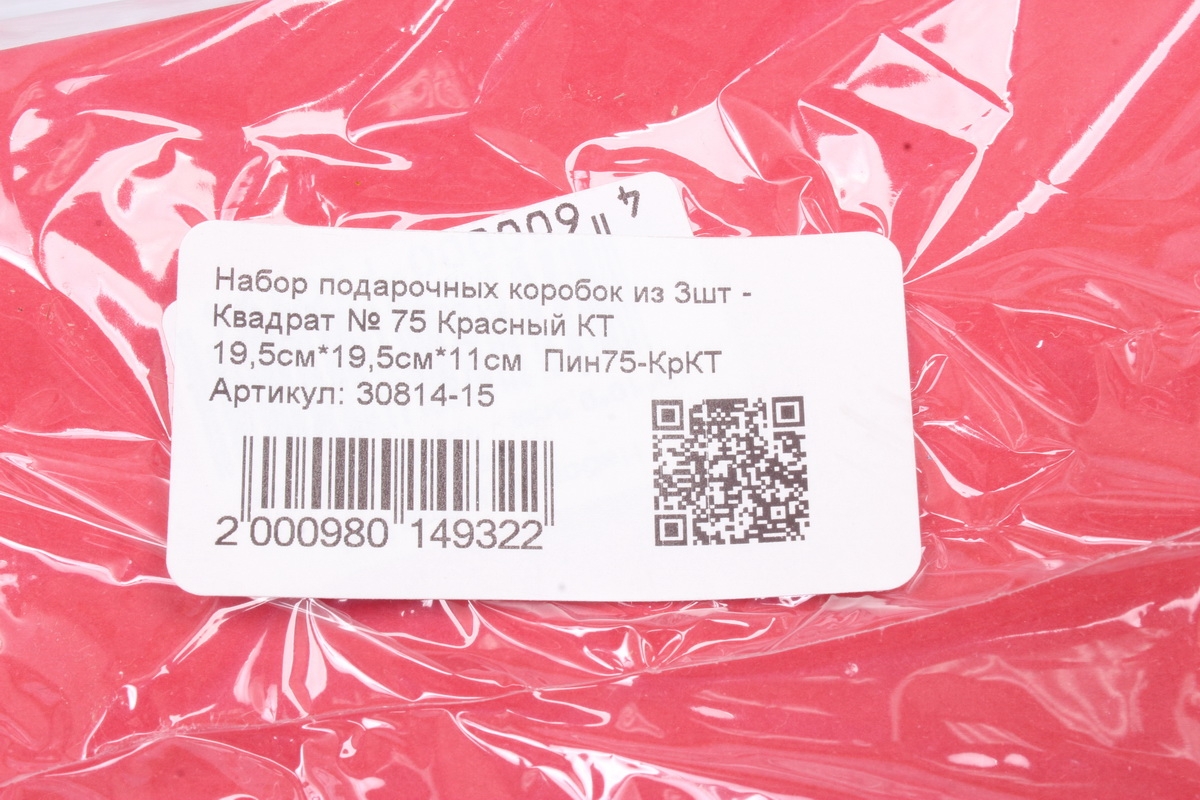 Набор подарочных коробок из 3шт -
Квадрат № 75 Красный КТ
19,5см*19,5см*11см Пин75-КрКТ
Артикул: 30814-15
2 000980 149322